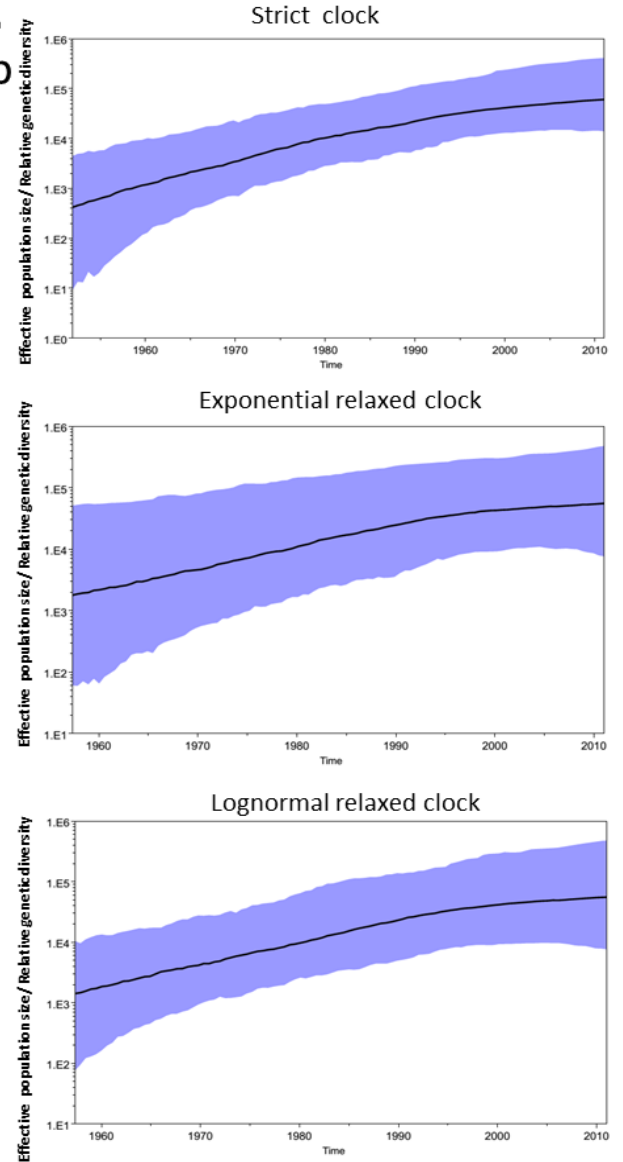 b
Strict clock
Effective population size/ Relative genetic diversity
1.E6
1.E5
1.E4
1.E3
1.E2
1.E1
1.E0
1960 1970 1980 1990 2000 2010
Time
Exponential relaxed clock
Effective population size/ Relative genetic diversity
1.E6
1.E5
1.E4
1.E3
1.E2
1.E1
1960 1970 1980 1990 2000 2010
Time
Lognormal relaxed clock
Effective population size/ Relative genetic diversity
1.E6
1.E5
1.E4
1.E3
1.E2
1.E1
1960 1970 1980 1990 2000 2010
Time